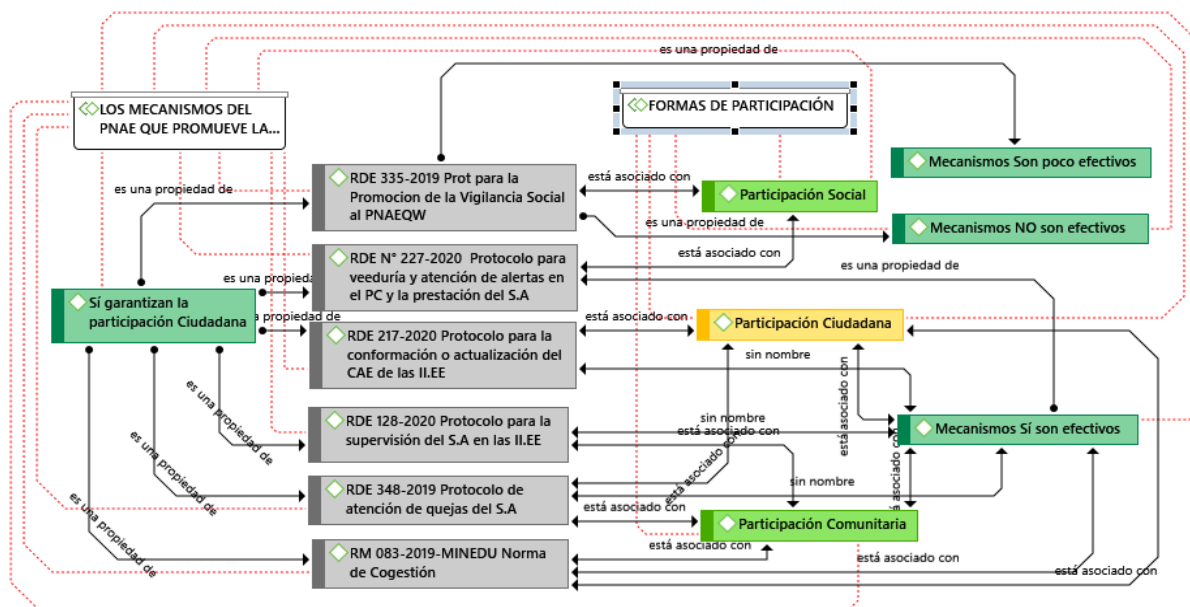 es una propiedad de
LOS MECANISMOS DEL
PNAE QUE PROMUEVE LA...
FORMAS DE PARTICIPACIÓN
Mecanismos Son poco efectivos
RDE 335-2019 Prot para la
Promocion de la Vigilancia Social
al PNAEQW
está asociado con
es una propiedad de
Participación Social
es una propiedad de
Mecanismos NO son efectivos
está asociado con
RDE N° 227-2020 Protocolo para
veeduría y atención de alertas en
el PC y la prestación del S.A
es una propiedad de
es una propieda
Sí garantizan la
participación Ciudadana
a propiedad de
RDE 217-2020 Protocolo para la
conformación o actualización del
CAE de las II.EE
está asociado con
Participación Ciudadana
sin nombre
está asociado con
es una propiedad de
RDE 128-2020 Protocolo para la
supervisión del S.A en las II.EE
sin nombre
está asociado con
Mecanismos Sí son efectivos
es una propiedad de
está asociado con
está asociado con
sin nombre
RDE 348-2019 Protocolo de
atención de quejas del S.A
está asociado con
Participación Comunitaria
es una propiedad de
está asociado con
RM 083-2019-MINEDU Norma
de Cogestión
está asociado con